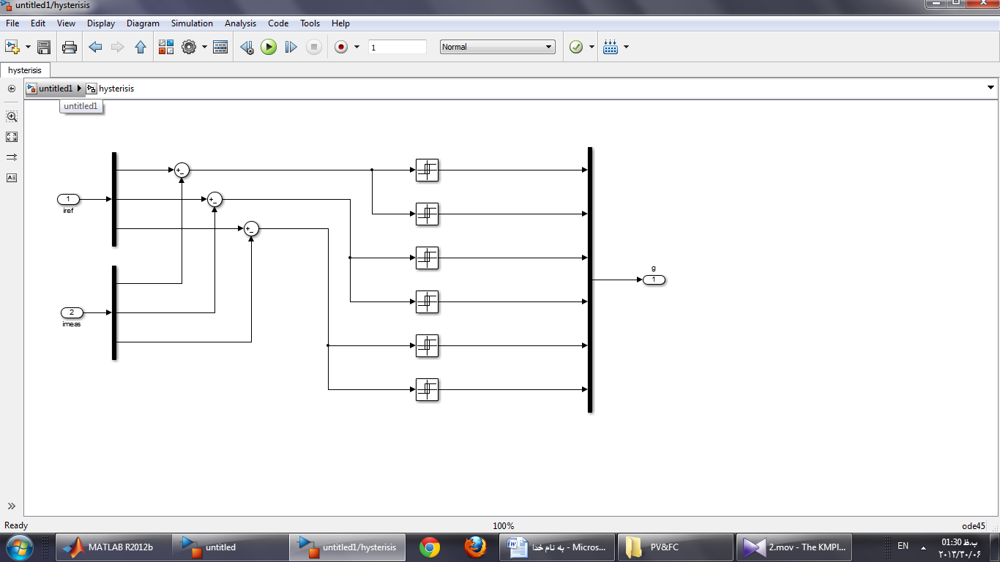 untitled1/hysterisis
File Edit View Display Diagram Simulation Analysis Code Tools Help
1 Normal
hysterisis
untitled1 hysterisis
untitled1
1
iref
2
imeas
g
1
Ready 100% ode45
MATLAB R2012b untitled untitled1/hysterisis به نام خدا - Micros... PV&FC 2.mov - The KMPl... EN 01:30 ب.ظ
۲۰۱۳/۳۰/۰۶